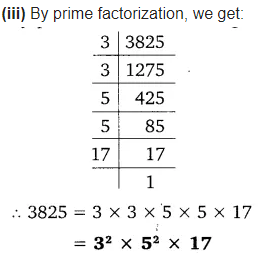 (iii) By prime factorization, we get:
3 | 3825
3 | 1275
5 | 425
5 | 85
17 | 17
| 1
∴ 3825 = 3 × 3 × 5 × 5 × 17
= 3² × 5² × 17